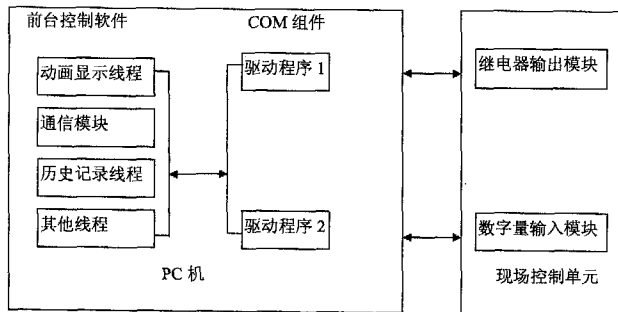 前台控制软件
COM 组件
动画显示线程
通信模块
历史记录线程
其他线程
驱动程序 1
驱动程序 2
PC 机
继电器输出模块
数字量输入模块
现场控制单元